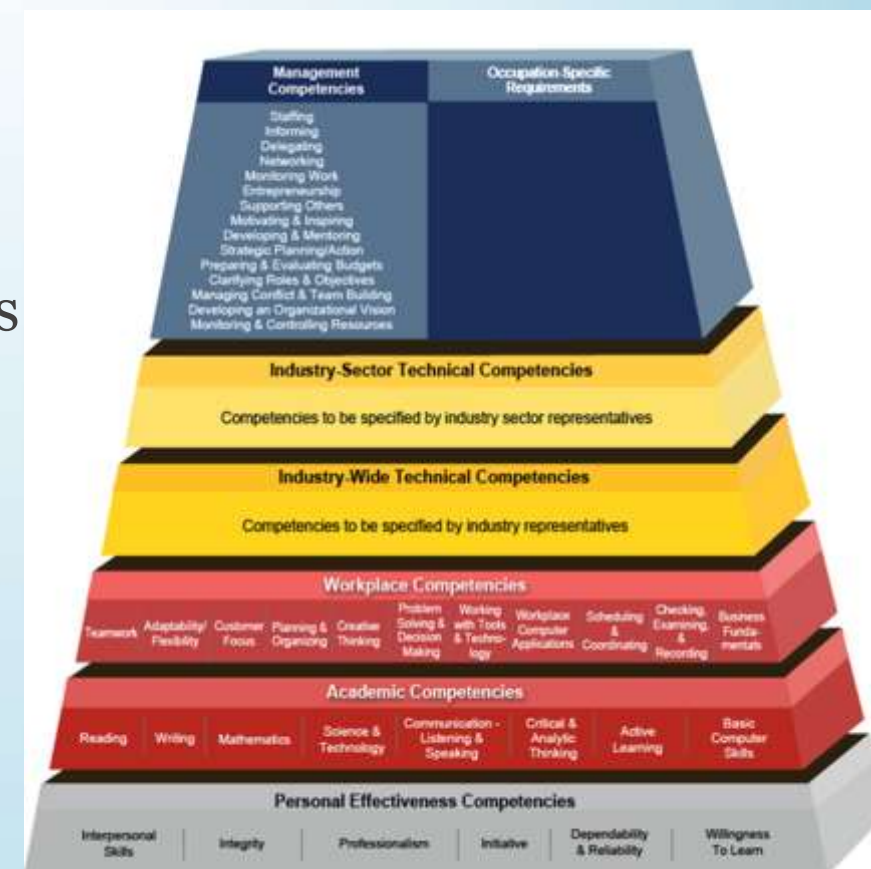 s
Management
Competencies
Occupation-Specific
Requirements
Staffing
Informing
Delegating
Networking
Monitoring Work
Entrepreneurship
Supporting Others
Motivating & Inspiring
Developing & Mentoring
Strategic Planning/Action
Preparing & Evaluating Budgets
Clarifying Roles & Objectives
Managing Conflict & Team Building
Developing an Organizational Vision
Monitoring & Controlling Resources
Industry-Sector Technical Competencies
Competencies to be specified by industry sector representatives
Industry-Wide Technical Competencies
Competencies to be specified by industry representatives
Workplace Competencies
Teamwork
Adaptability/
Flexibility
Customer
Focus
Planning &
Organizing
Creative
Thinking
Problem
Solving &
Decision
Making
Working
with Tools
& Techno-
logy
Workplace
Computer
Applications
Scheduling
&
Coordinating
Checking,
Examining,
&
Recording
Business
Funda-
mentals
Academic Competencies
Reading
Writing
Mathematics
Science &
Technology
Communication -
Listening &
Speaking
Critical &
Analytic
Thinking
Active
Learning
Basic
Computer
Skills
Personal Effectiveness Competencies
Interpersonal
Skills
Integrity
Professionalism
Initiative
Dependability
& Reliability
Willingness
To Learn